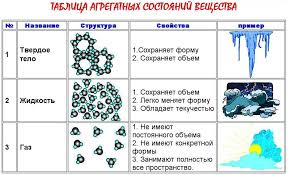 ТАБЛИЦА АГРЕГАТНЫХ СОСТОЯНИЙ ВЕЩЕСТВА
№ Название Структура Свойства пример
1 Твердое тело
1.Сохраняет форму
2. Сохраняет объем
2 Жидкость
1. Сохраняет объем
2. Легко меняет форму
3. Обладает текучестью
3 Газ
1. Не имеют
постоянного объема
2. Не имеют конкретной
формы
3. Занимают полностью
все пространство.